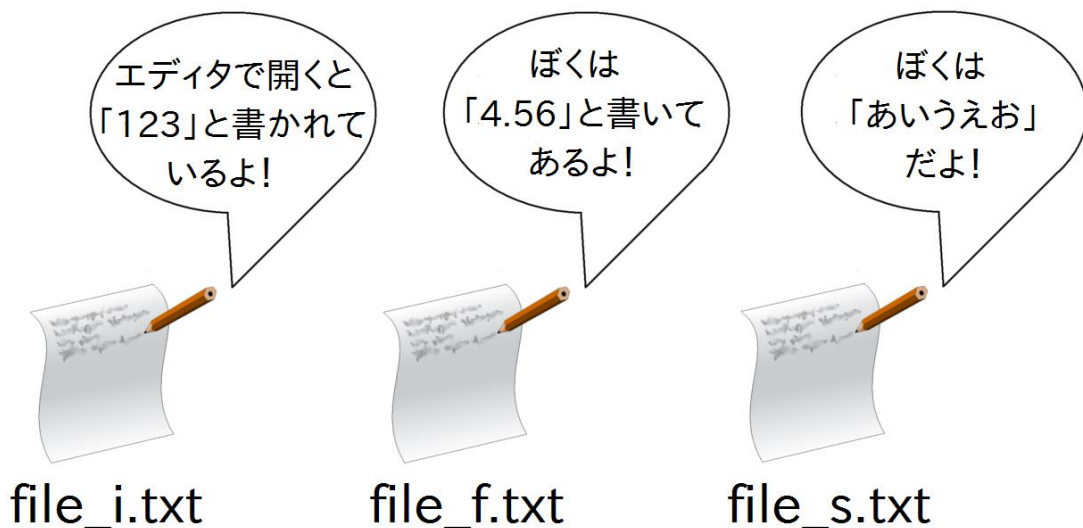 エディタで開くと
「123」と書かれて
いるよ!
ぼくは
「4.56」と書いて
あるよ!
ぼくは
「あいうえお」
だよ!
file_i.txt
file_f.txt
file_s.txt